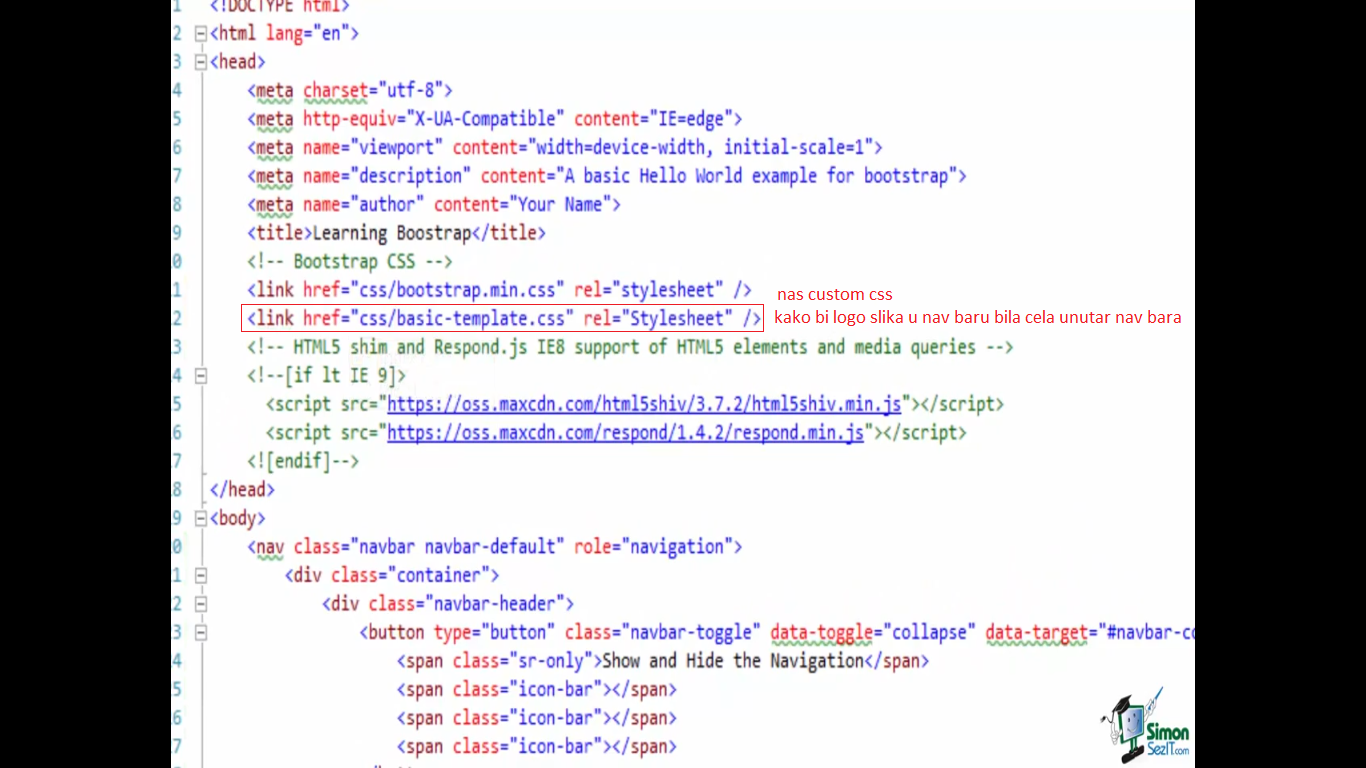 1 <!DOCTYPE html>
2 <html lang="en">
3 <head>
4 <meta charset="utf-8">
5 <meta http-equiv="X-UA-Compatible" content="IE=edge">
6 <meta name="viewport" content="width=device-width, initial-scale=1">
7 <meta name="description" content="A basic Hello World example for bootstrap">
8 <meta name="author" content="Your Name">
9 <title>Learning Boostrap</title>
0 <!-- Bootstrap CSS -->
1 <link href="css/bootstrap.min.css" rel="stylesheet" /> nas custom css
2 <link href="css/basic-template.css" rel="Stylesheet" /> kako bi logo slika u nav baru bila cela unutar nav bara
3 <!-- HTML5 shim and Respond.js IE8 support of HTML5 elements and media queries -->
4 <!--[if lt IE 9]>
5 <script src="https://oss.maxcdn.com/html5shiv/3.7.2/html5shiv.min.js"></script>
6 <script src="https://oss.maxcdn.com/respond/1.4.2/respond.min.js"></script>
7 <![endif]-->
8 </head>
9 <body>
0 <nav class="navbar navbar-default" role="navigation">
1 <div class="container">
2 <div class="navbar-header">
3 <button type="button" class="navbar-toggle" data-toggle="collapse" data-target="#navbar-co
4 <span class="sr-only">Show and Hide the Navigation</span>
5 <span class="icon-bar"></span>
6 <span class="icon-bar"></span>
7 <span class="icon-bar"></span>
Simon
SezIT.com